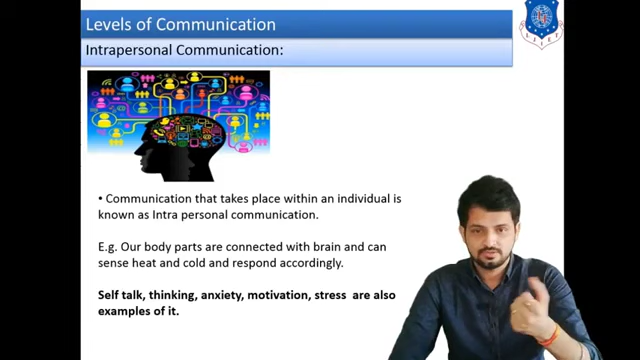 Levels of Communication
Intrapersonal Communication:
• Communication that takes place within an individual is
known as Intra personal communication.
E.g. Our body parts are connected with brain and can
sense heat and cold and respond accordingly.
Self talk, thinking, anxiety, motivation, stress are also
examples of it.